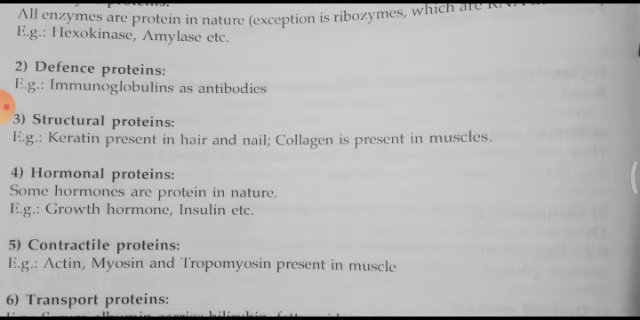 All enzymes are protein in nature (exception is ribozymes, which are
E.g.: Hexokinase, Amylase etc.
2) Defence proteins:
E.g.: Immunoglobulins as antibodies
3) Structural proteins:
E.g.: Keratin present in hair and nail; Collagen is present in muscles.
4) Hormonal proteins:
Some hormones are protein in nature.
E.g.: Growth hormone, Insulin etc.
5) Contractile proteins:
E.g.: Actin, Myosin and Tropomyosin present in muscle
6) Transport proteins: